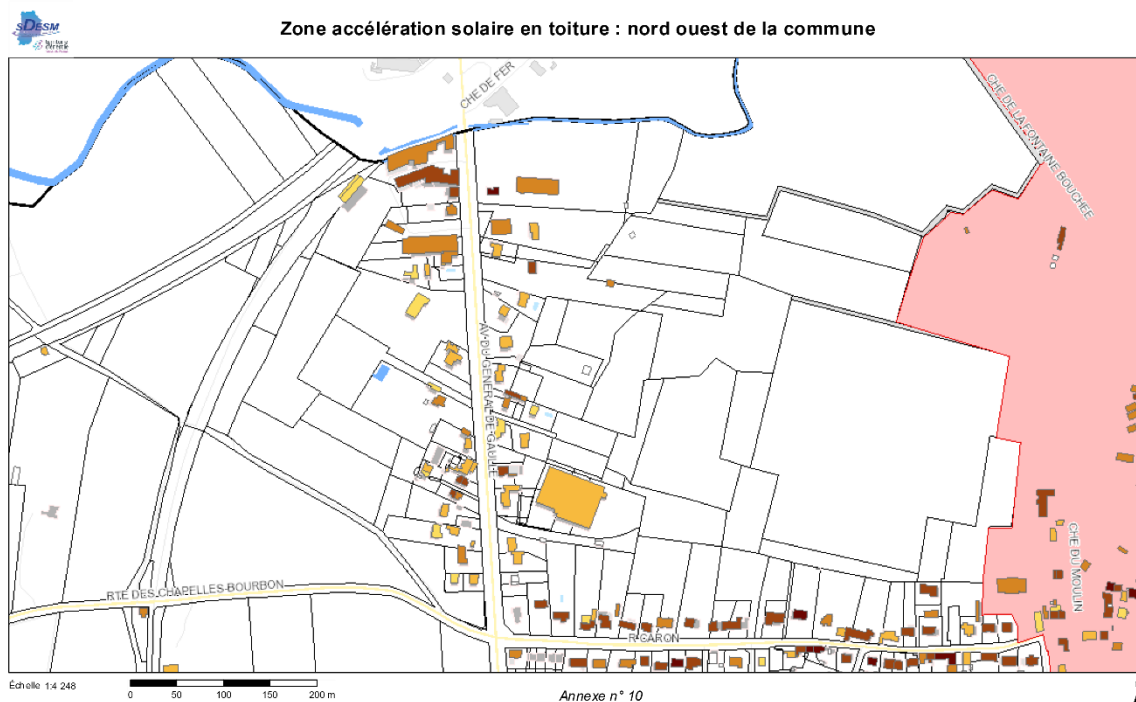 SDESM
Zone accélération solaire en toiture : nord ouest de la commune
CHE DE FER
CHE DE LA FONTAINE BOUCHEE
AV DU GENERAL DE GAULLE
RTE DES CHAPELLES-BOURBON
CHE DU MOULIN
R CARON
Échelle 1:4 248
0 50 100 150 200 m
Annexe n° 10